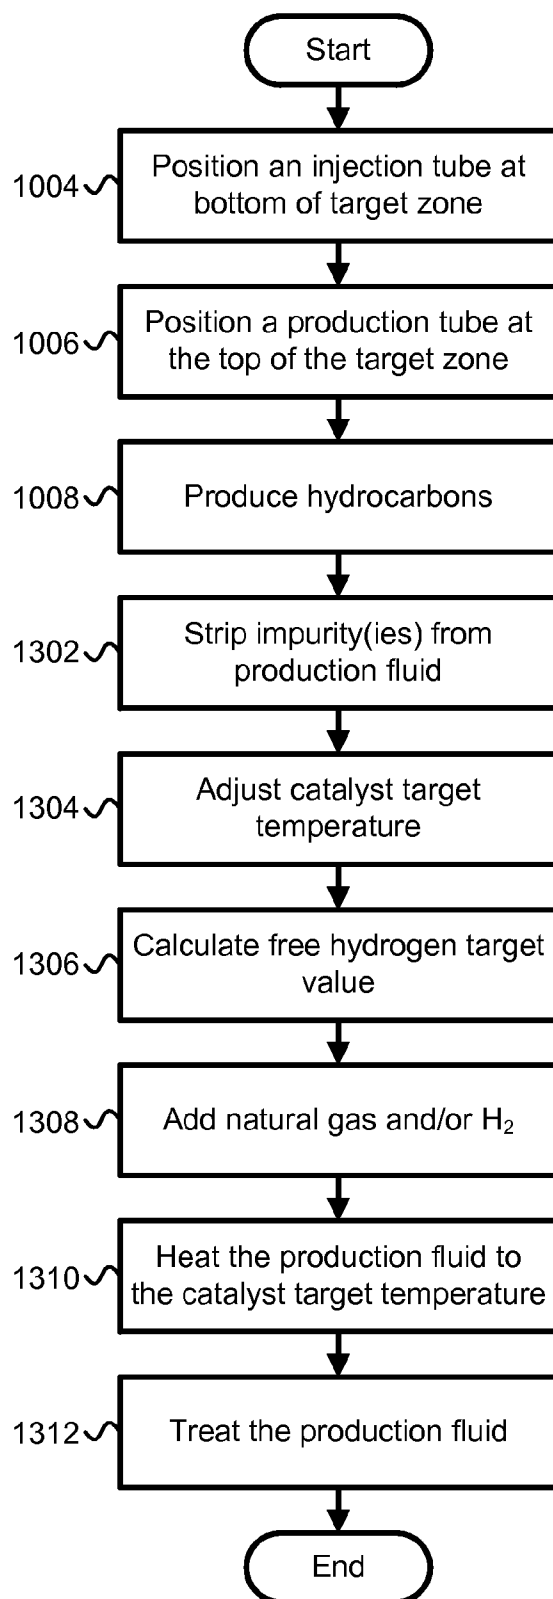 Start
1004
Position an injection tube at
bottom of target zone
1006
Position a production tube at
the top of the target zone
1008
Produce hydrocarbons
1302
Strip impurity(ies) from
production fluid
1304
Adjust catalyst target
temperature
1306
Calculate free hydrogen target
value
1308
Add natural gas and/or H₂
1310
Heat the production fluid to
the catalyst target temperature
1312
Treat the production fluid
End